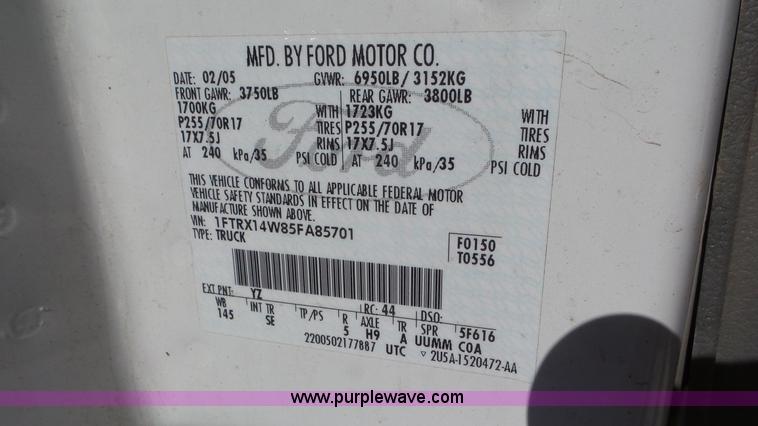 MFD. BY FORD MOTOR CO.
DATE: 02/05 GVWR: 6950LB/ 3152KG
FRONT GAWR: 3750LB REAR GAWR: 3800LB
1700KG WITH 1723KG WITH
P255/70R17 TIRES P255/70R17 TIRES
17X7.5J RIMS 17X7.5J RIMS
AT 240 kPa/35 PSI COLD AT 240 kPa/35 PSI COLD
Ford
THIS VEHICLE CONFORMS TO ALL APPLICABLE FEDERAL MOTOR
VEHICLE SAFETY STANDARDS IN EFFECT ON THE DATE OF
MANUFACTURE SHOWN ABOVE.
VIN: 1FTRX14W85FA85701
TYPE: TRUCK
F0150
T0556
EXT PNT: YZ RC: 44 DSO:
WB INT TR TP/PS R AXLE TR SPR 5F616
145 SE 5 H9 A UUMM COA
2200502177887 UTC ▽ 2U5A-1520472-AA
www.purplewave.com